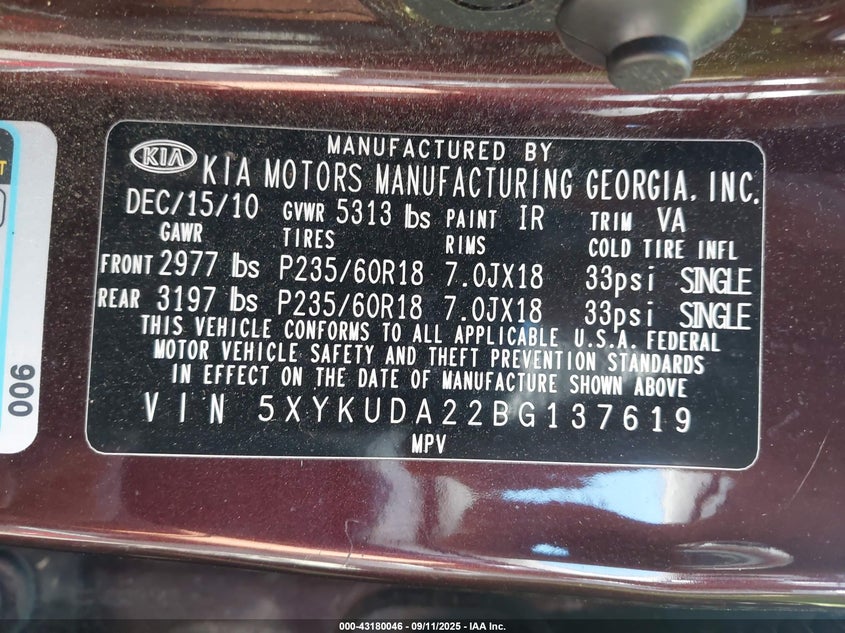 MANUFACTURED BY
KIA KIA MOTORS MANUFACTURING GEORGIA, INC.
DEC/15/10 GVWR 5313 lbs PAINT IR TRIM VA
GAWR TIRES RIMS COLD TIRE INFL
FRONT 2977 lbs P235/60R18 7.0JX18 33psi SINGLE
REAR 3197 lbs P235/60R18 7.0JX18 33psi SINGLE
THIS VEHICLE CONFORMS TO ALL APPLICABLE U.S.A. FEDERAL
MOTOR VEHICLE SAFETY AND THEFT PREVENTION STANDARDS
IN EFFECT ON THE DATE OF MANUFACTURE SHOWN ABOVE
VIN 5XYKUDA22BG137619
MPV
006
000-43180046 - 09/11/2025 - IAA Inc.